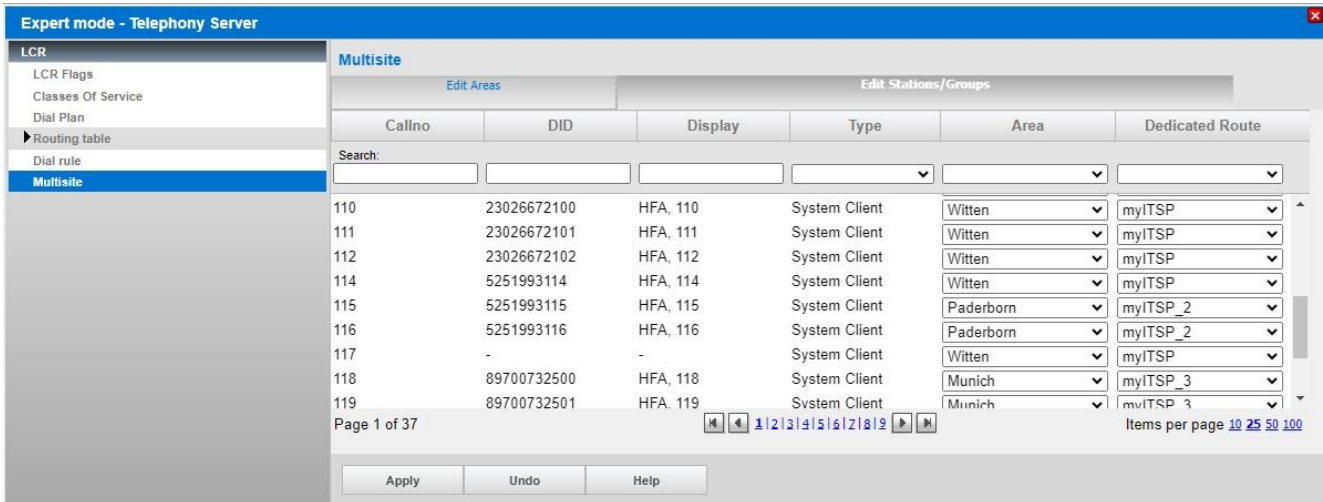 Expert mode - Telephony Server
LCR
LCR Flags
Classes Of Service
Dial Plan
Routing table
Dial rule
Multisite
Multisite
Edit Areas Edit Stations/Groups
Callno DID Display Type Area Dedicated Route
Search:
110 23026672100 HFA, 110 System Client Witten myITSP
111 23026672101 HFA, 111 System Client Witten myITSP
112 23026672102 HFA, 112 System Client Witten myITSP
114 5251993114 HFA, 114 System Client Witten myITSP
115 5251993115 HFA, 115 System Client Paderborn myITSP_2
116 5251993116 HFA, 116 System Client Paderborn myITSP_2
117 - - System Client Witten myITSP
118 89700732500 HFA, 118 System Client Munich myITSP_3
119 89700732501 HFA, 119 System Client Munich myITSP_3
Page 1 of 37 1|2|3|4|5|6|7|8|9 Items per page 10 25 50 100
Apply Undo Help